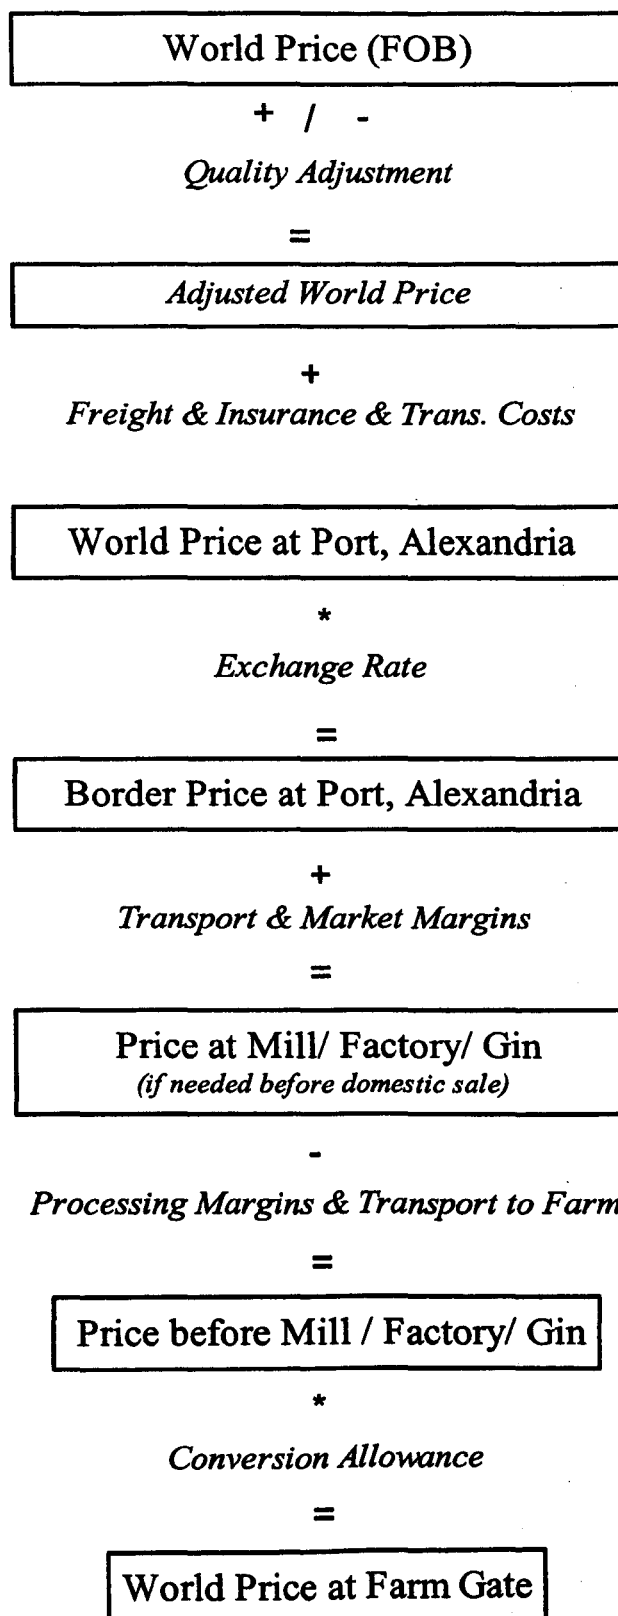 World Price (FOB)
+ / -
Quality Adjustment
=
Adjusted World Price
+
Freight & Insurance & Trans. Costs
World Price at Port, Alexandria
*
Exchange Rate
=
Border Price at Port, Alexandria
+
Transport & Market Margins
=
Price at Mill/ Factory/ Gin
(if needed before domestic sale)
-
Processing Margins & Transport to Farm
=
Price before Mill / Factory/ Gin
*
Conversion Allowance
=
World Price at Farm Gate